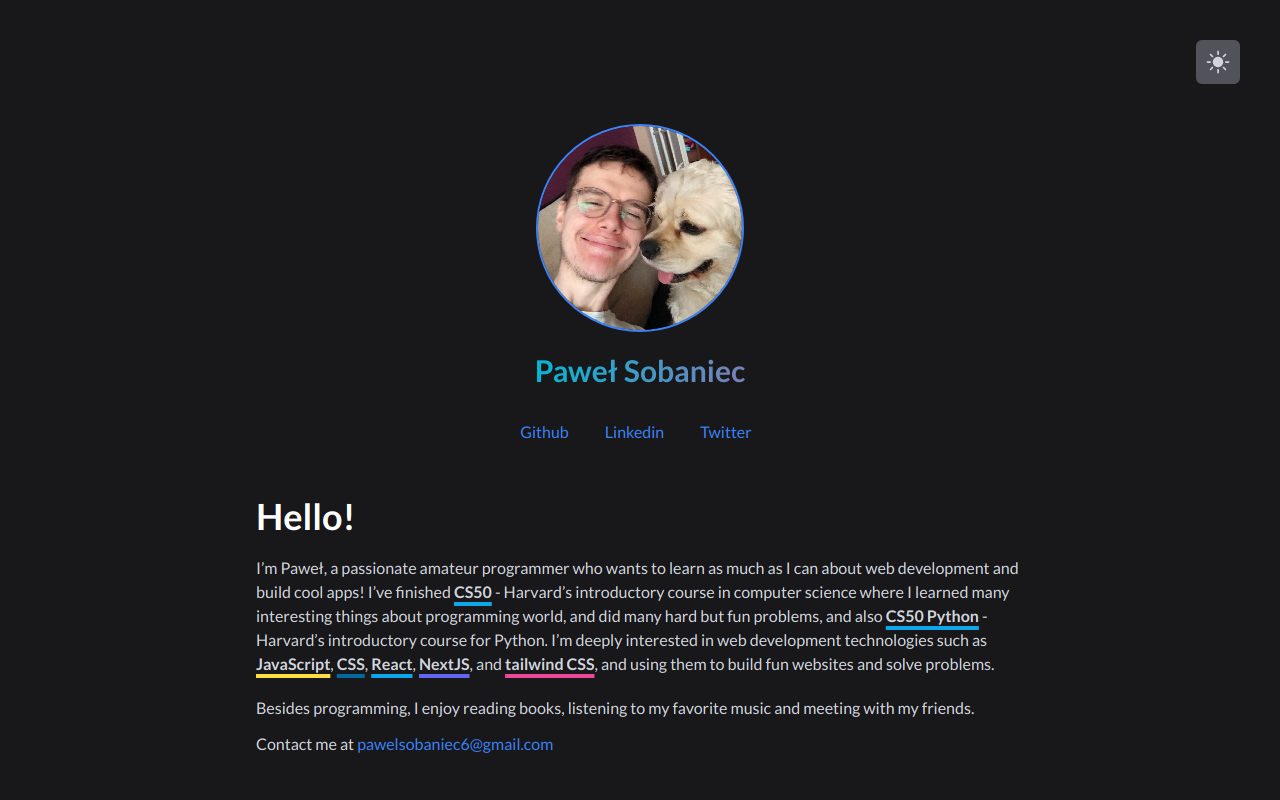 Paweł Sobaniec
Github Linkedin Twitter
Hello!
I’m Paweł, a passionate amateur programmer who wants to learn as much as I can about web development and
build cool apps! I’ve finished CS50 - Harvard’s introductory course in computer science where I learned many
interesting things about programming world, and did many hard but fun problems, and also CS50 Python -
Harvard’s introductory course for Python. I’m deeply interested in web development technologies such as
JavaScript, CSS, React, NextJS, and tailwind CSS, and using them to build fun websites and solve problems.
Besides programming, I enjoy reading books, listening to my favorite music and meeting with my friends.
Contact me at pawelsobaniec6@gmail.com